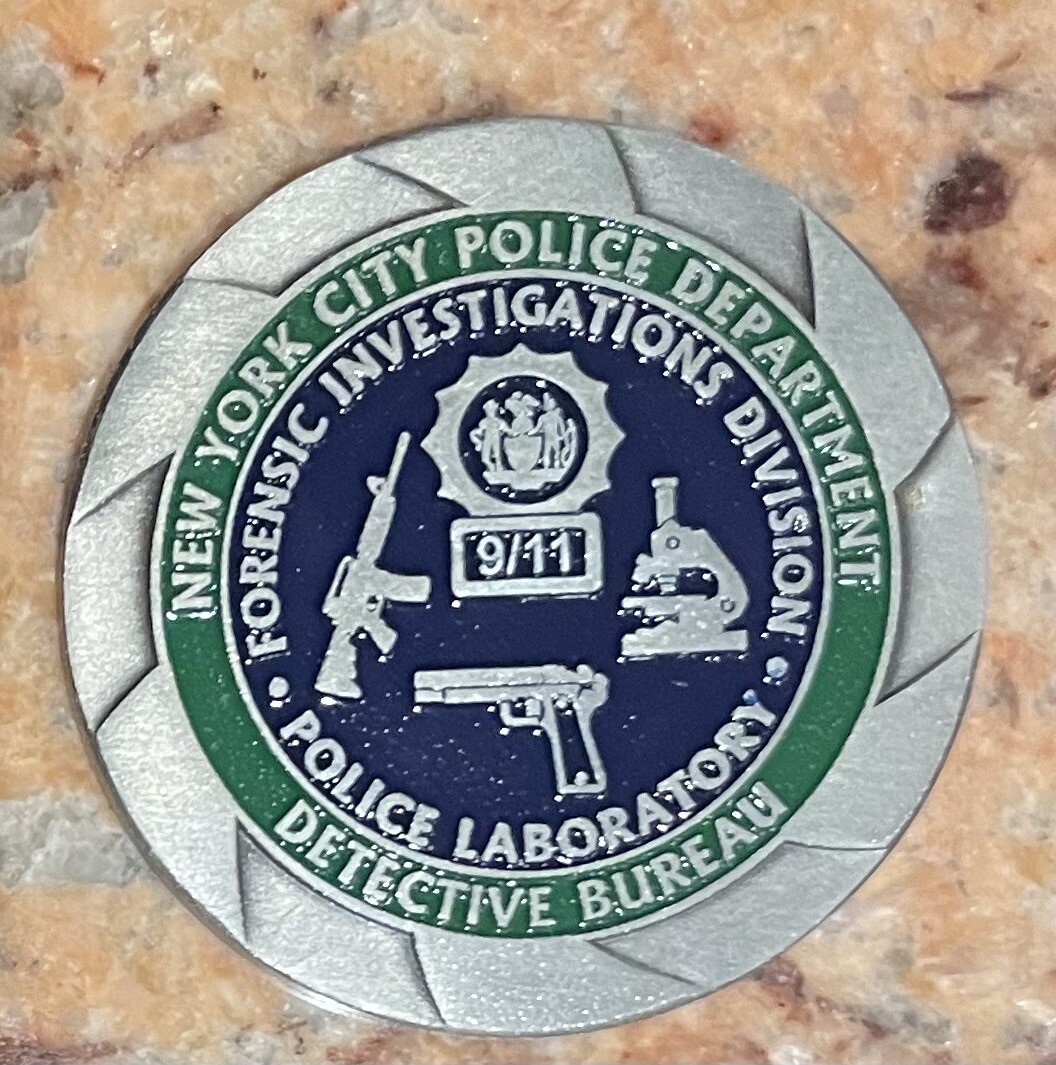 NEW YORK CITY POLICE DEPARTMENT
FORENSIC INVESTIGATIONS DIVISION
9/11
• POLICE LABORATORY •
DETECTIVE BUREAU